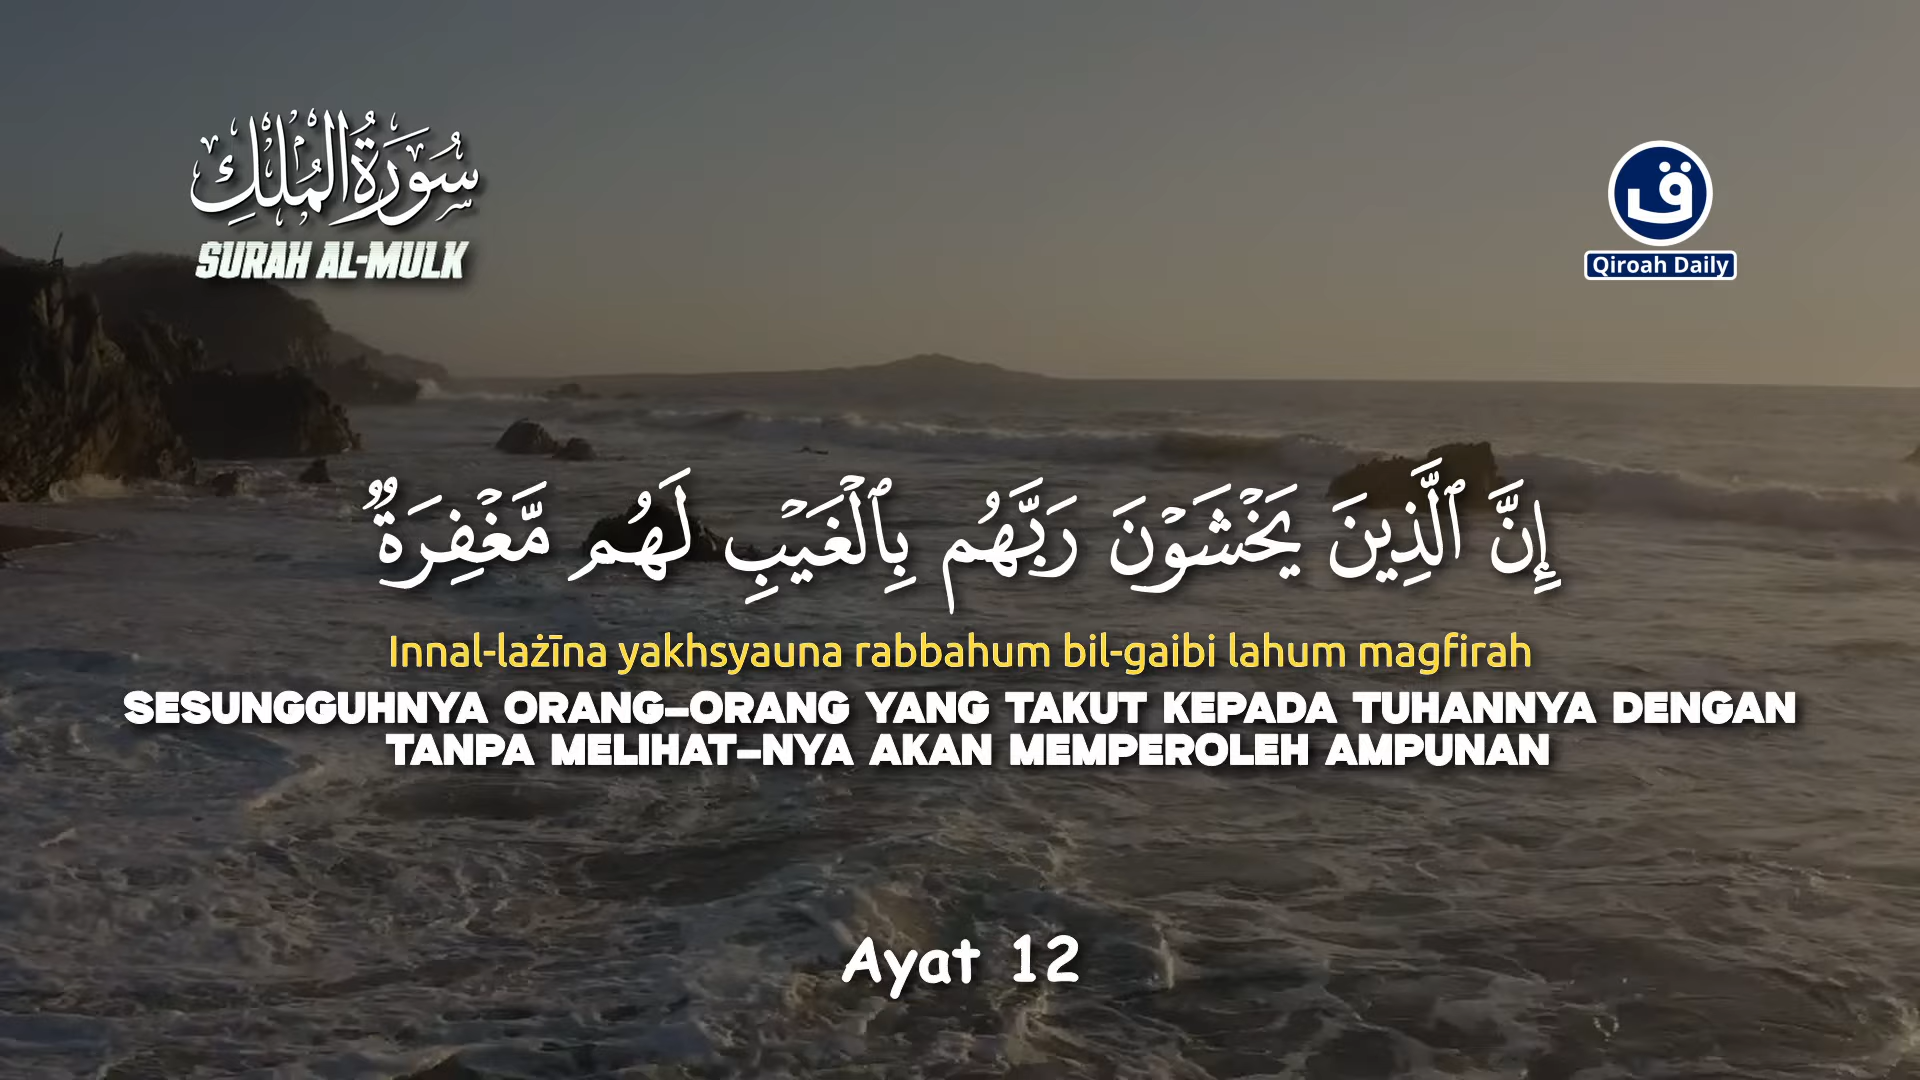 سُورَةُ الْمُلْكِ
SURAH AL-MULK
ق
Qiroah Daily
إِنَّ ٱلَّذِينَ يَخْشَوْنَ رَبَّهُم بِٱلْغَيْبِ لَهُم مَّغْفِرَةٌ
Innal-lażīna yakhsyauna rabbahum bil-gaibi lahum magfirah
SESUNGGUHNYA ORANG-ORANG YANG TAKUT KEPADA TUHANNYA DENGAN
TANPA MELIHAT-NYA AKAN MEMPEROLEH AMPUNAN
Ayat 12